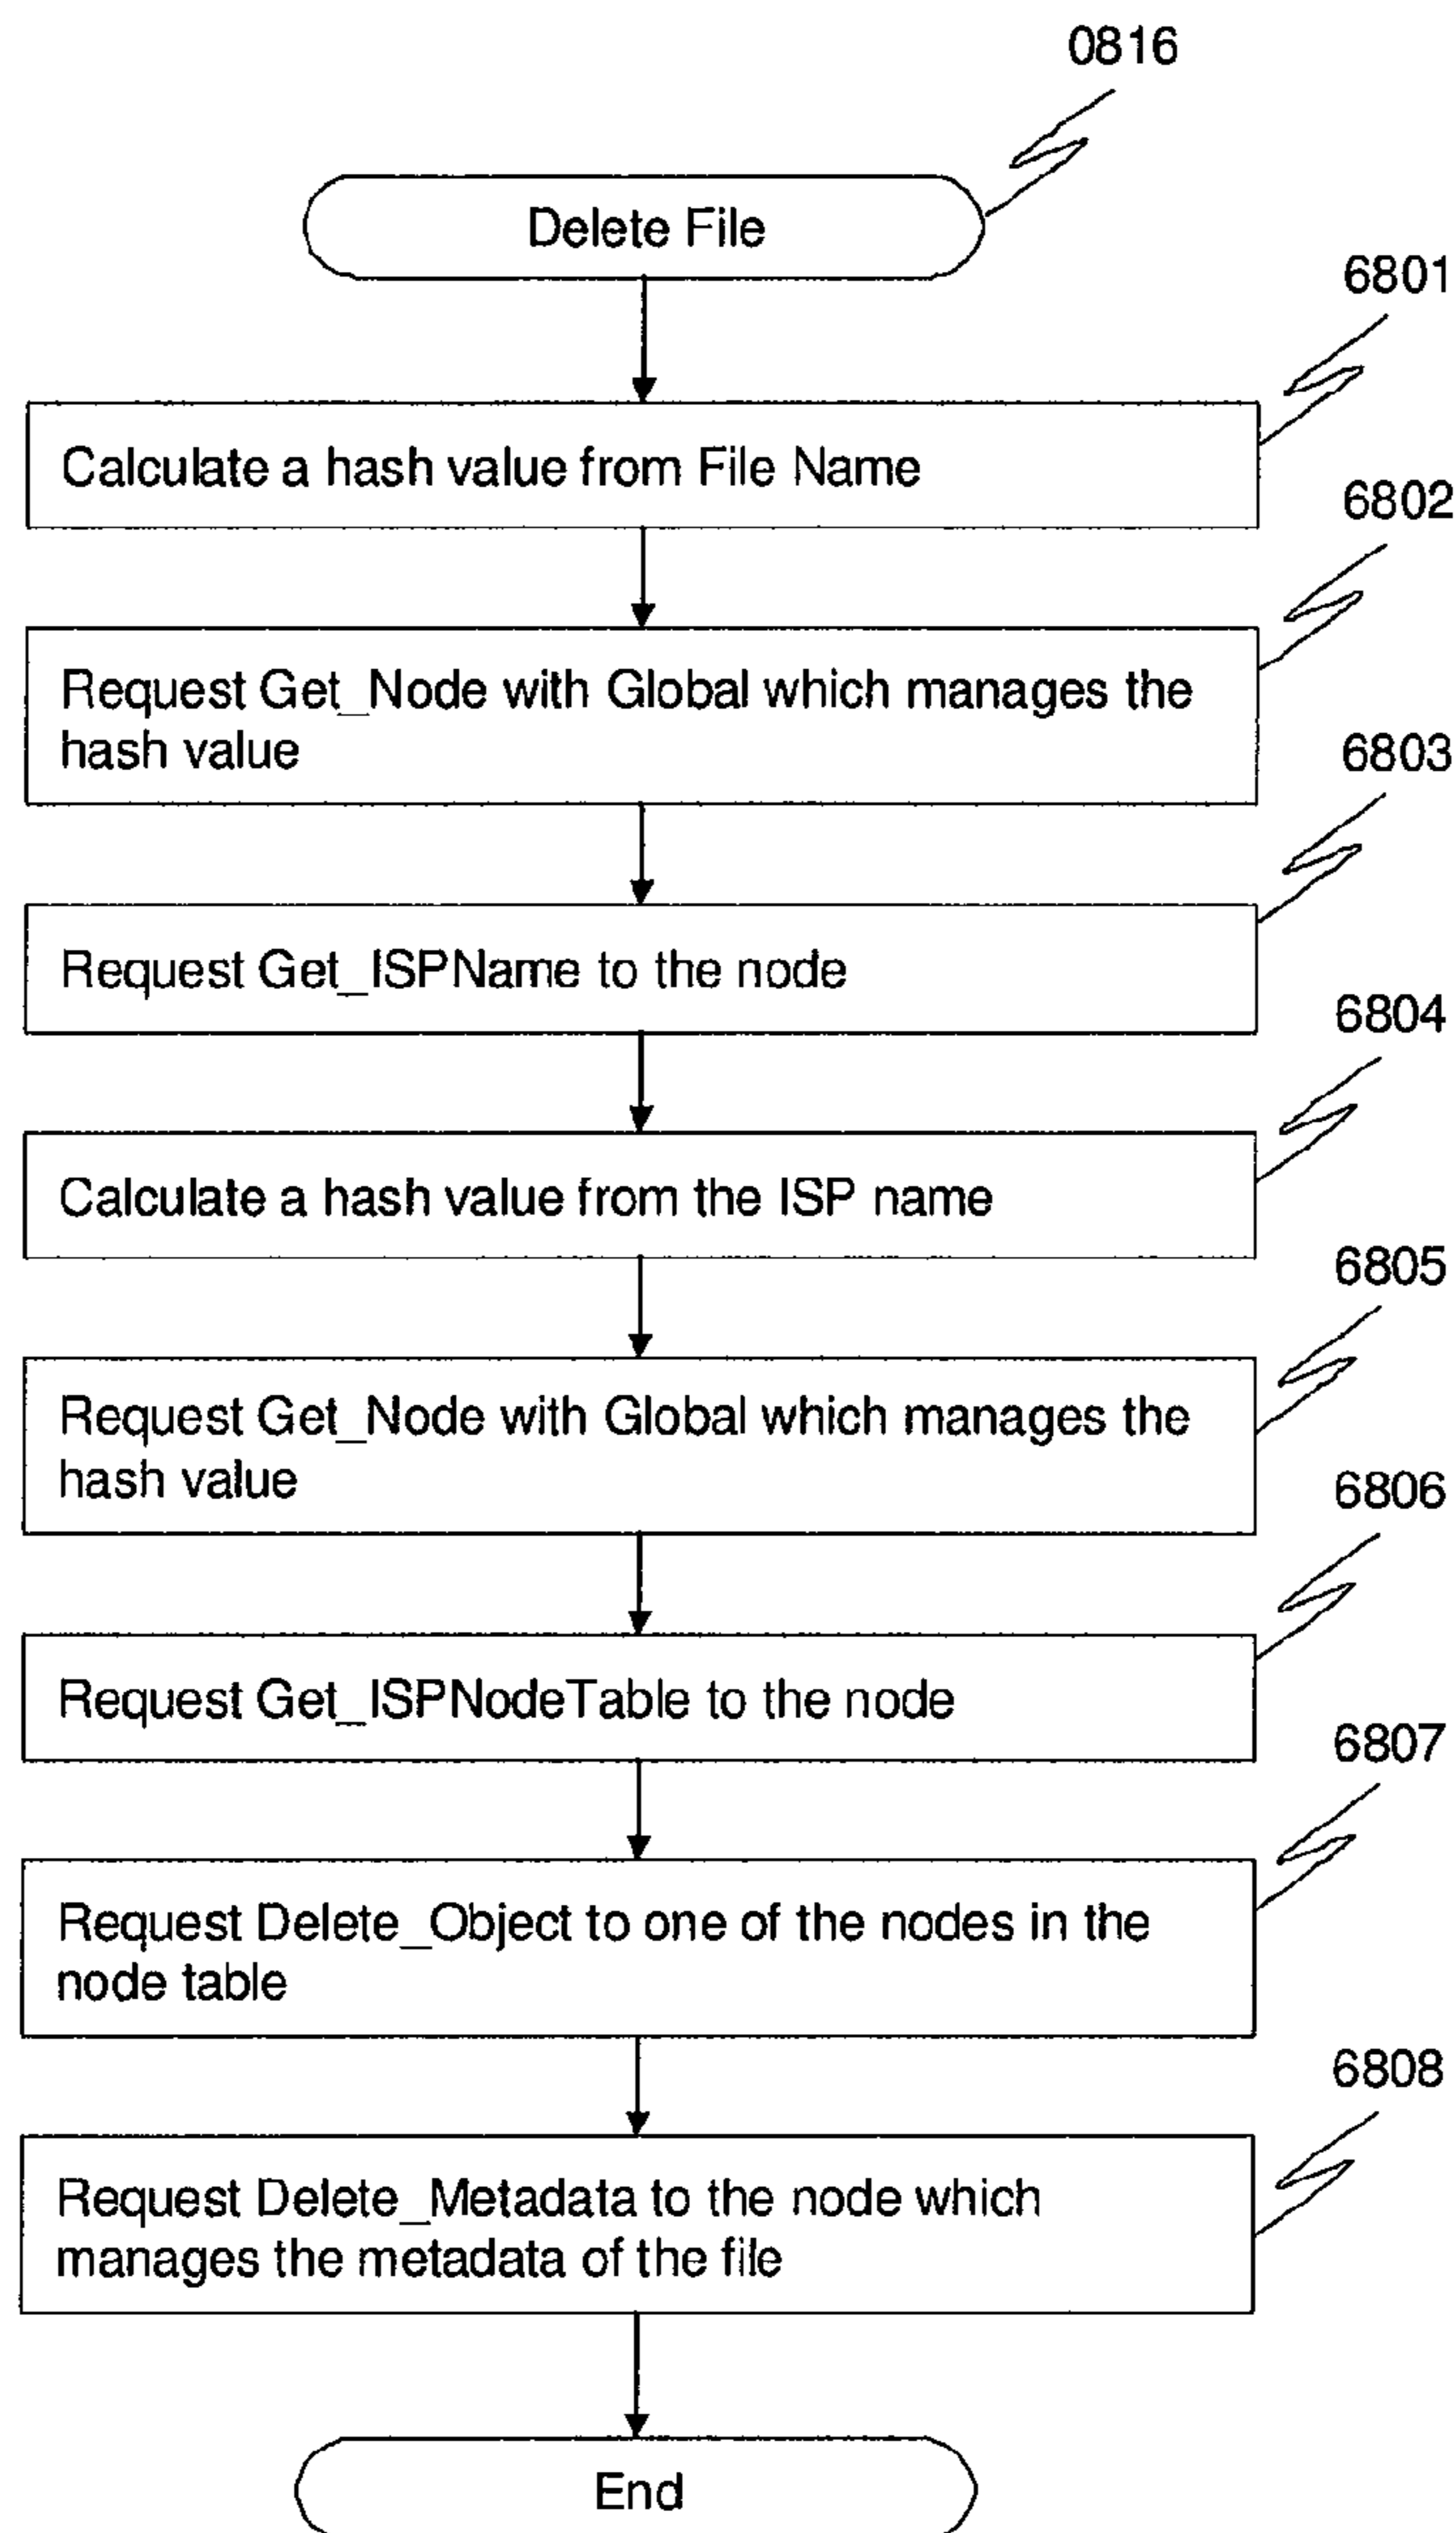 0816
Delete File
6801
Calculate a hash value from File Name
6802
Request Get_Node with Global which manages the
hash value
6803
Request Get_ISPName to the node
6804
Calculate a hash value from the ISP name
6805
Request Get_Node with Global which manages the
hash value
6806
Request Get_ISPNodeTable to the node
6807
Request Delete_Object to one of the nodes in the
node table
6808
Request Delete_Metadata to the node which
manages the metadata of the file
End